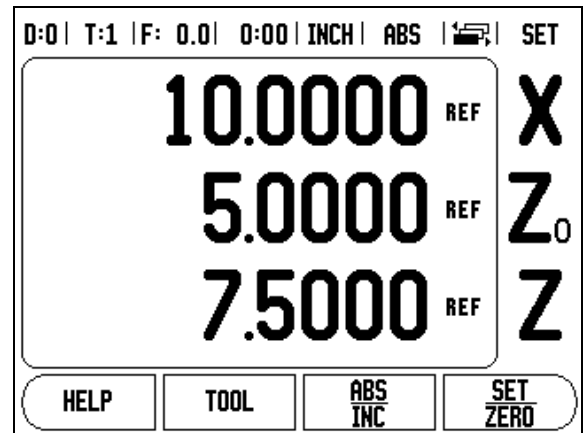 D:0 | T:1 | F: 0.0 | 0:00 | INCH | ABS | SET
10.0000 REF X
5.0000 REF Z0
7.5000 REF Z
HELP TOOL ABS INC SET ZERO